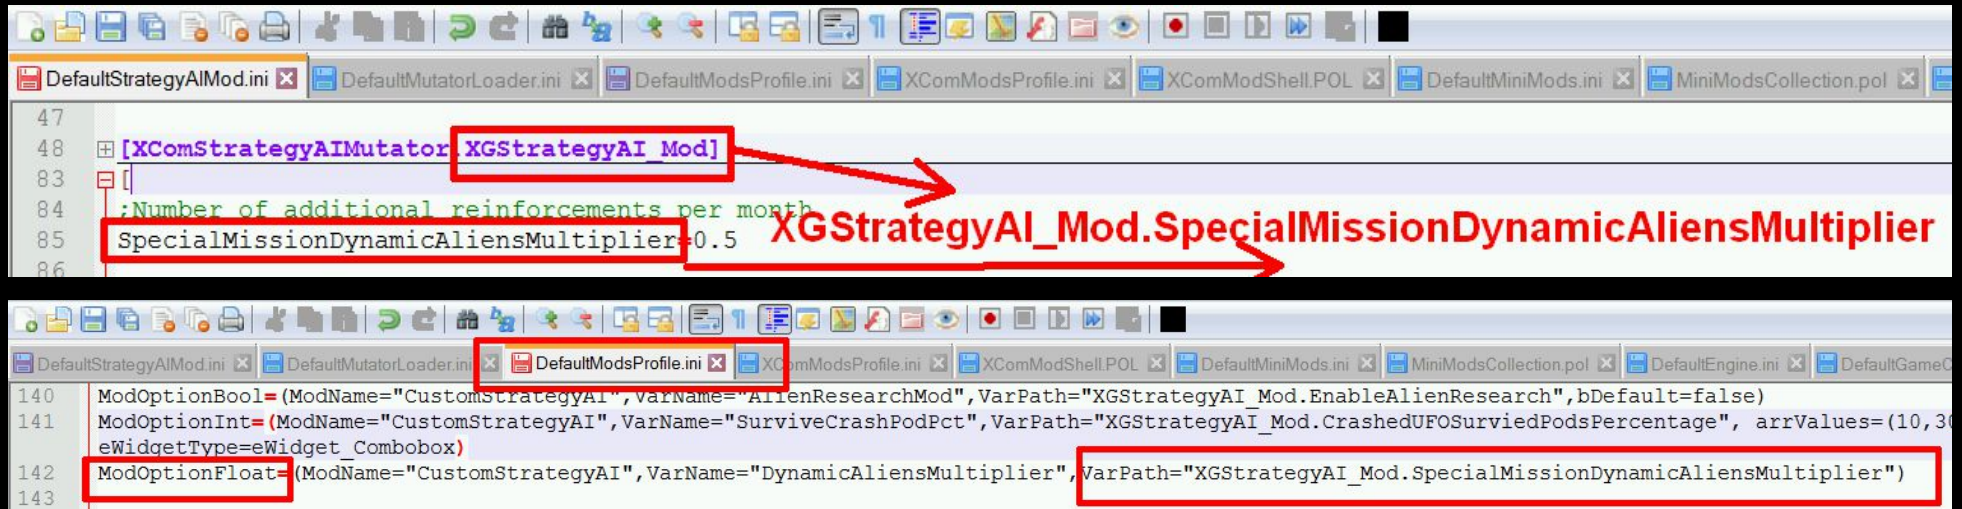 DefaultStrategyAIMod.ini DefaultMutatorLoader.ini DefaultModsProfile.ini XComModsProfile.ini XComModShell.POL DefaultMiniMods.ini MiniModsCollection.pol
47
48 [XComStrategyAIMutator.XGStrategyAI_Mod]
83 [
84 ;Number of additional reinforcements per month
85 SpecialMissionDynamicAliensMultiplier=0.5
XGStrategyAI_Mod.SpecialMissionDynamicAliensMultiplier
86
DefaultStrategyAIMod.ini DefaultMutatorLoader.ini DefaultModsProfile.ini XComModsProfile.ini XComModShell.POL DefaultMiniMods.ini MiniModsCollection.pol DefaultEngine.ini DefaultGameC
140 ModOptionBool=(ModName="CustomStrategyAI",VarName="AlienResearchMod",VarPath="XGStrategyAI_Mod.EnableAlienResearch",bDefault=false)
141 ModOptionInt=(ModName="CustomStrategyAI",VarName="SurviveCrashPodPct",VarPath="XGStrategyAI_Mod.CrashedUFOSurviedPodsPercentage", arrValues=(10,30
eWidgetType=eWidget_Combobox)
142 ModOptionFloat=(ModName="CustomStrategyAI",VarName="DynamicAliensMultiplier",VarPath="XGStrategyAI_Mod.SpecialMissionDynamicAliensMultiplier")
143